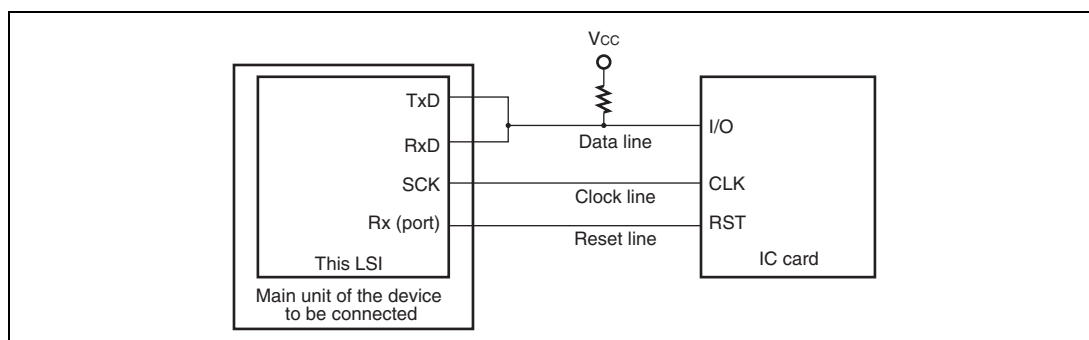 Vcc
TxD
RxD
SCK
Rx (port)
This LSI
Main unit of the device
to be connected
Data line
Clock line
Reset line
I/O
CLK
RST
IC card